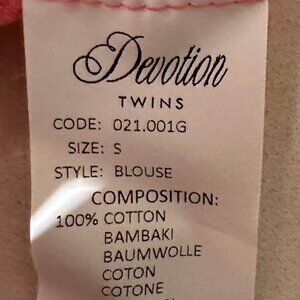 Devotion
TWINS
CODE: 021.001G
SIZE: S
STYLE: BLOUSE
COMPOSITION:
100% COTTON
BAMBAKI
BAUMWOLLE
COTON
COTONE